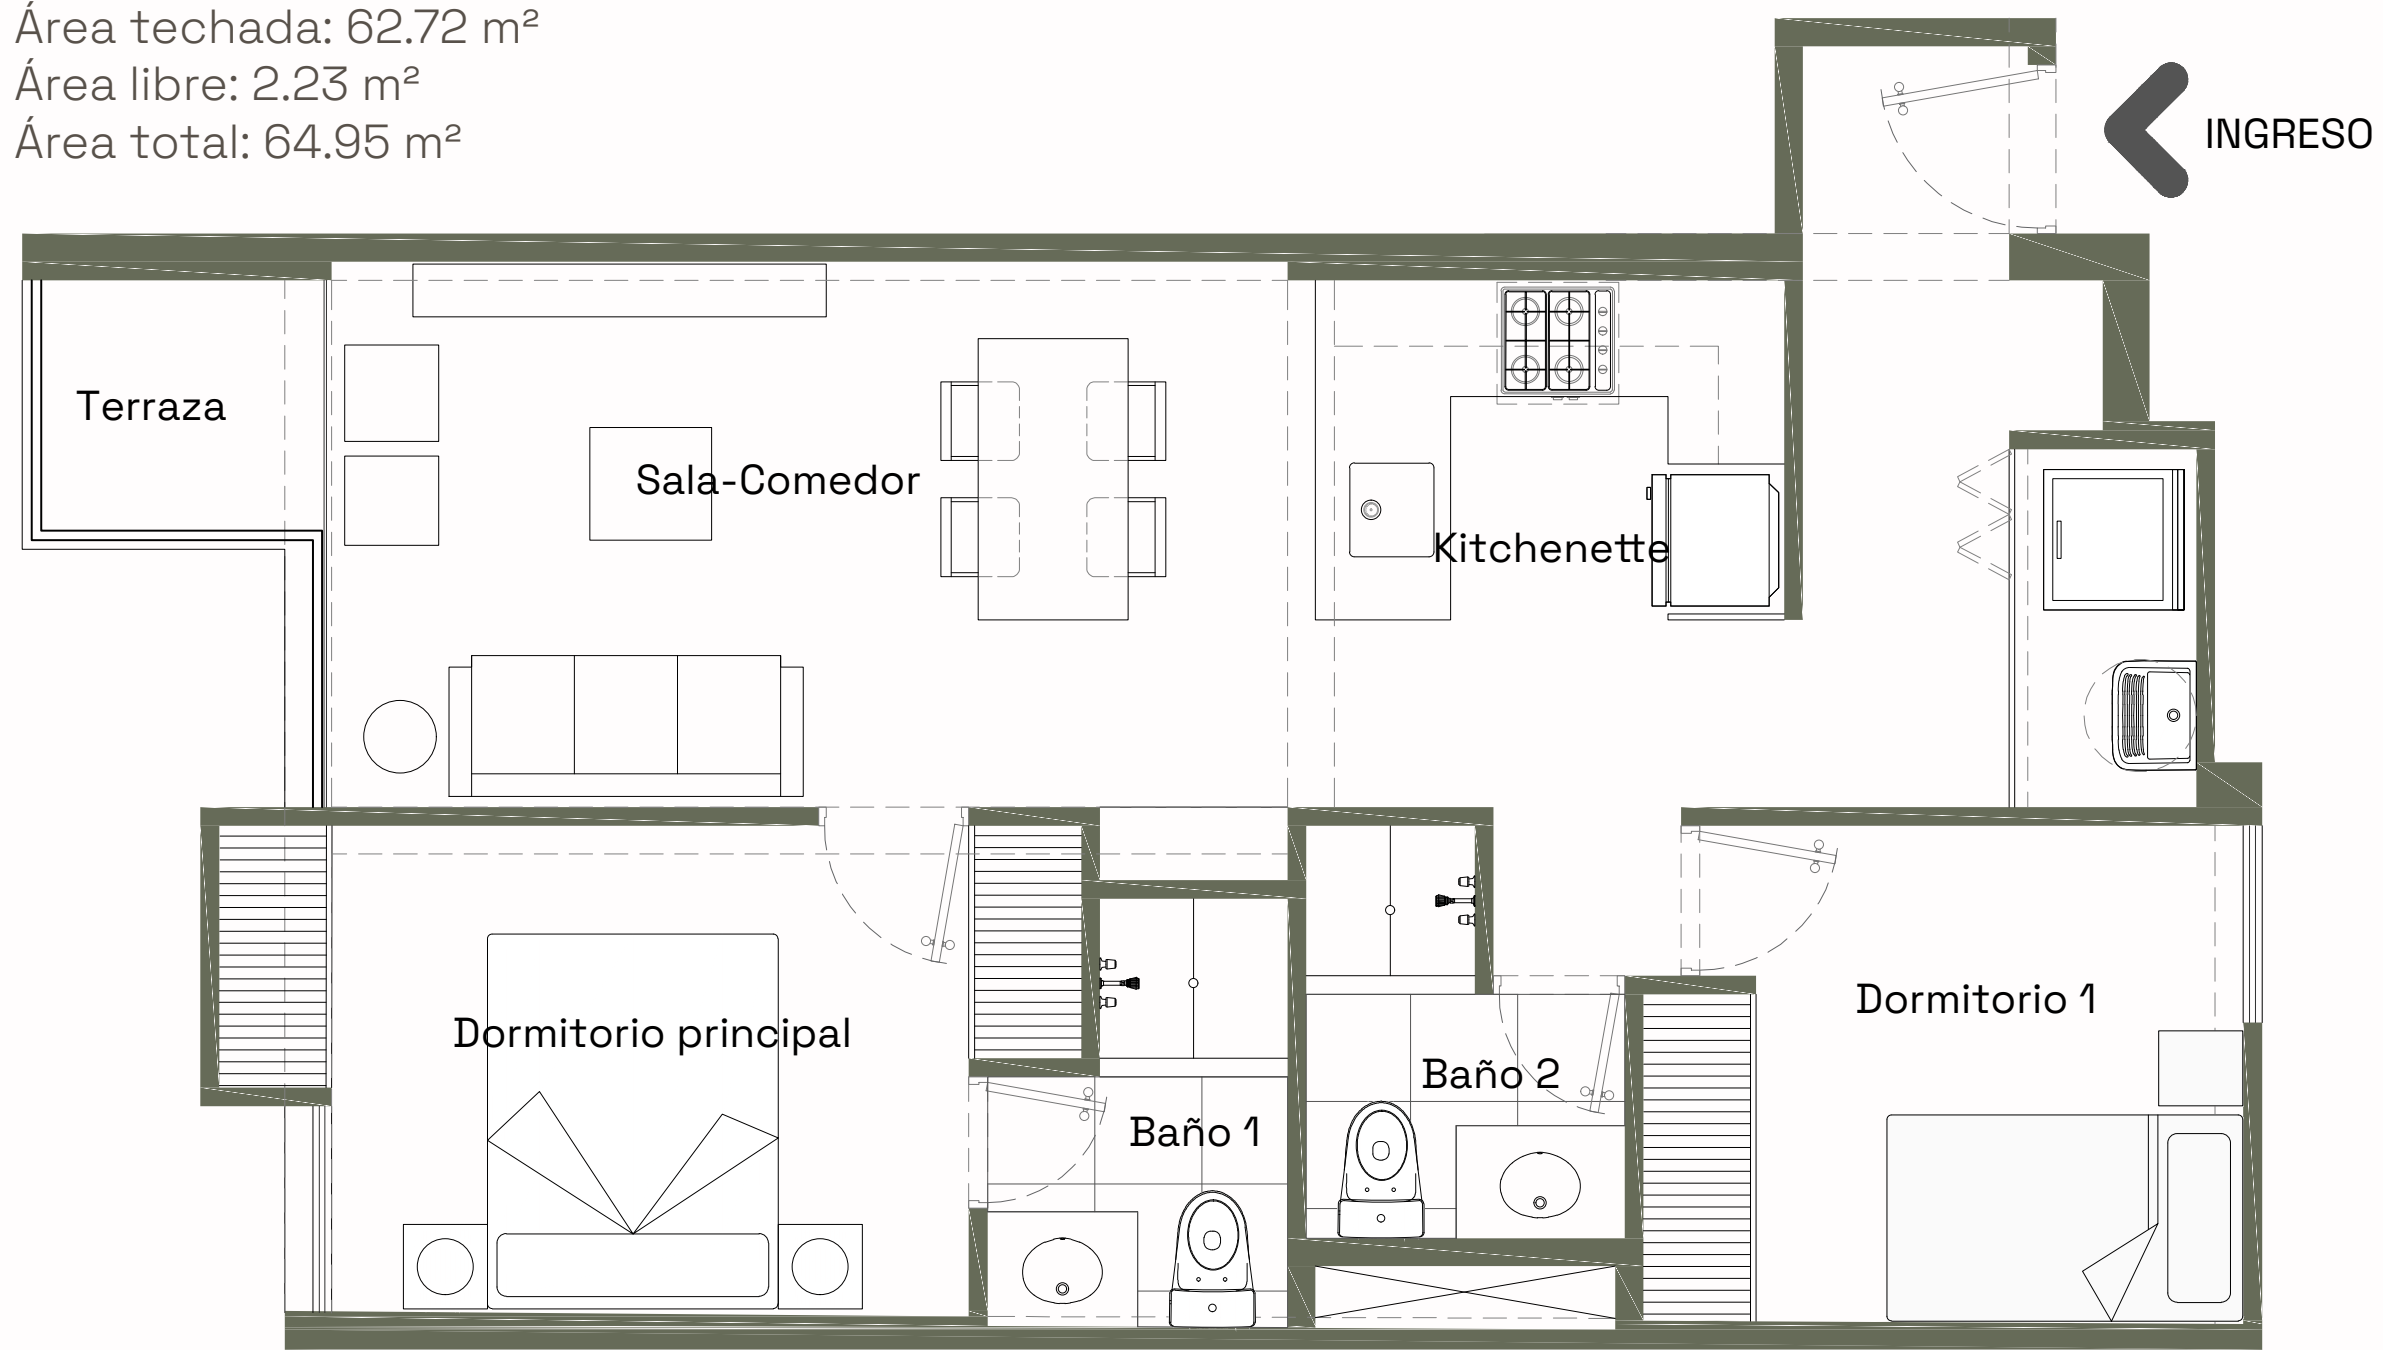 Área techada: 62.72 m²
Área libre: 2.23 m²
Área total: 64.95 m²
INGRESO
Terraza
Sala-Comedor
Kitchenette
Dormitorio principal
Baño 1
Baño 2
Dormitorio 1